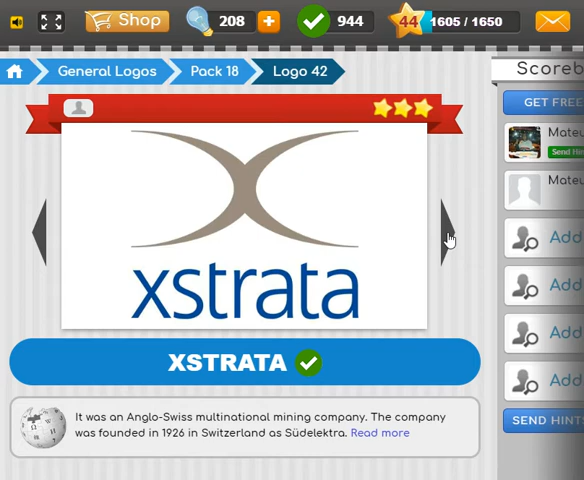 Shop
208
944
44
1605 / 1650
General Logos
Pack 18
Logo 42
Scoreb
GET FREE
Mateu
Send Hin
Mateu
xstrata
Add
Add
Add
Add
XSTRATA
SEND HINTS
It was an Anglo-Swiss multinational mining company. The company
was founded in 1926 in Switzerland as Südelektra. Read more